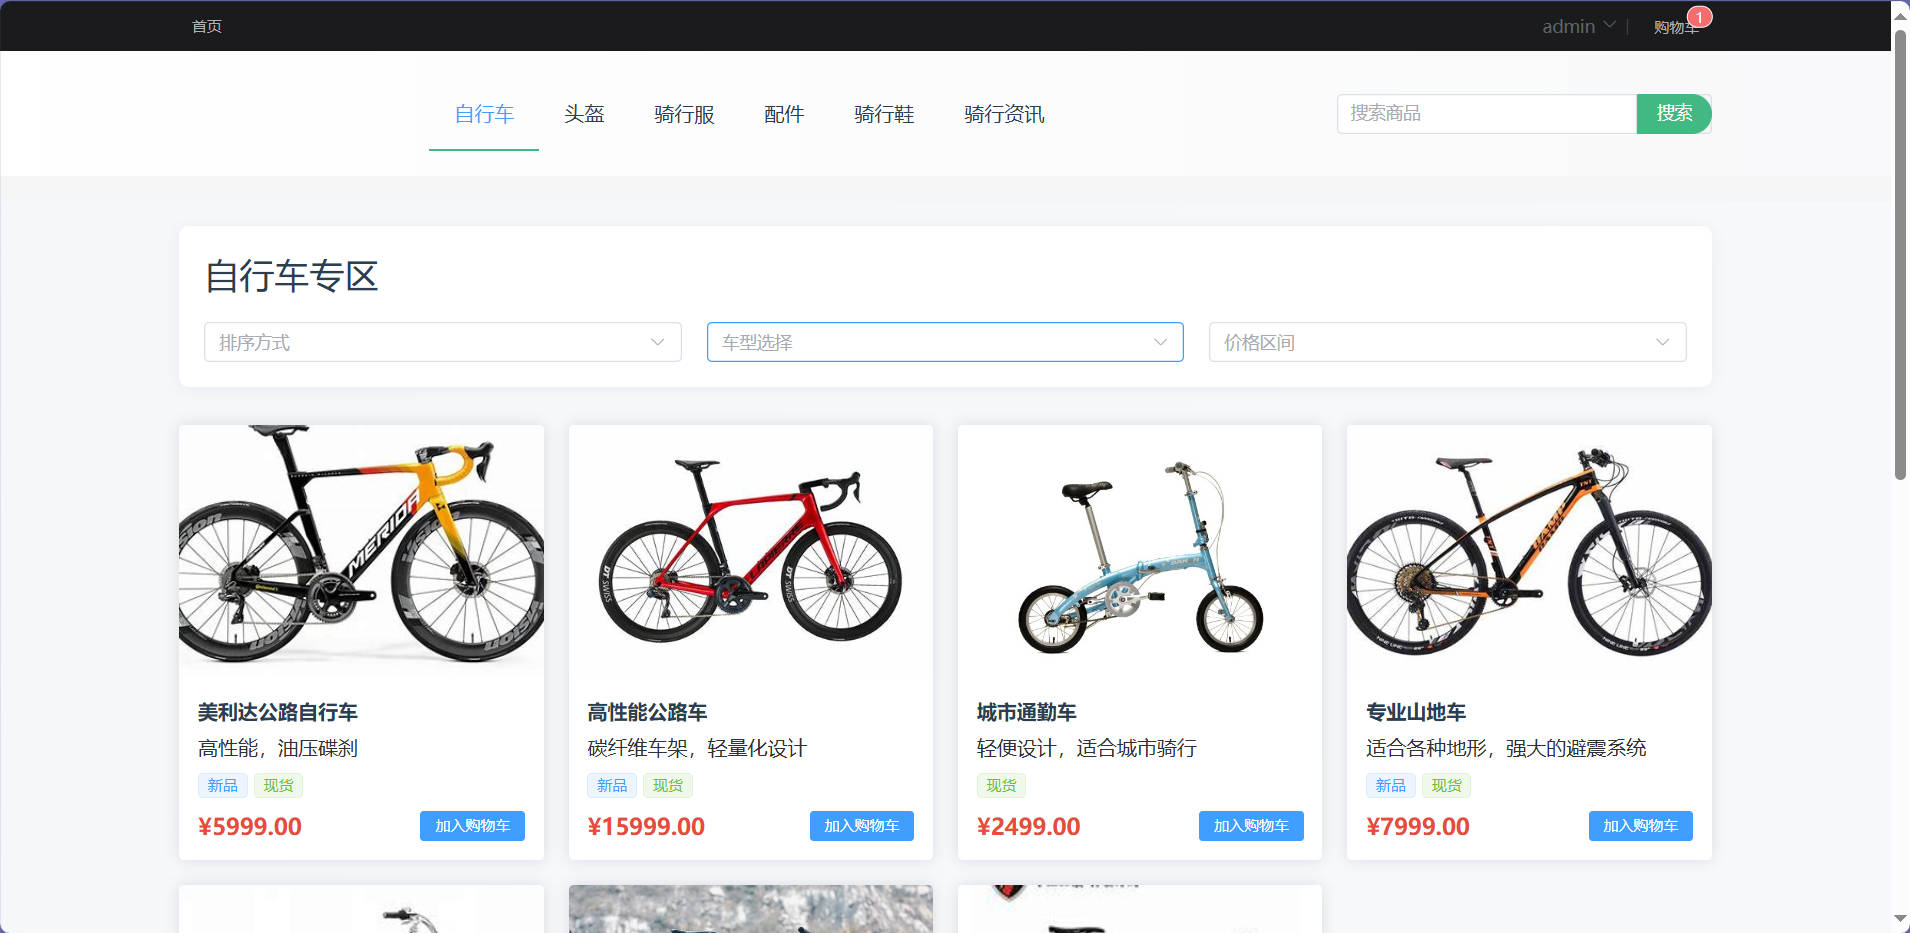 首页
admin
购物车
1
自行车
头盔
骑行服
配件
骑行鞋
骑行资讯
搜索商品
搜索
自行车专区
排序方式
车型选择
价格区间
MERIDA
vision
vision
DT SWISS
DT SWISS
TNT
美利达公路自行车
高性能，油压碟刹
新品 现货
¥5999.00
加入购物车
高性能公路车
碳纤维车架，轻量化设计
新品 现货
¥15999.00
加入购物车
城市通勤车
轻便设计，适合城市骑行
现货
¥2499.00
加入购物车
专业山地车
适合各种地形，强大的避震系统
新品 现货
¥7999.00
加入购物车